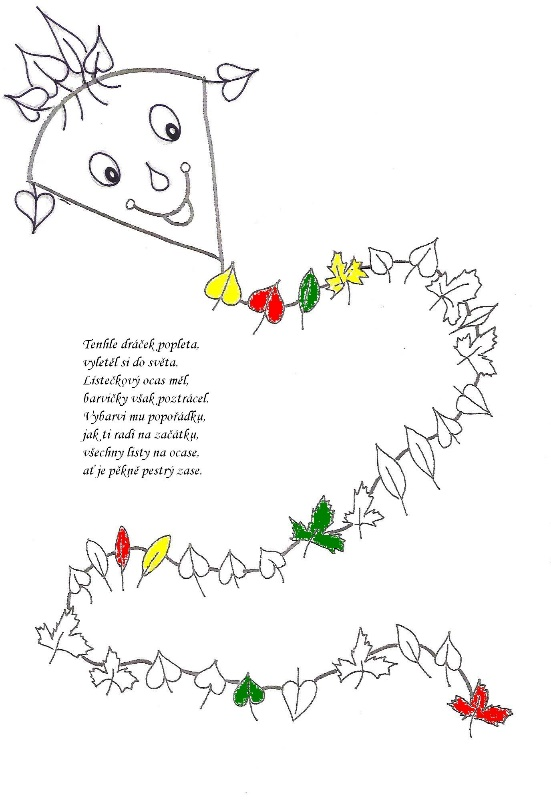 Tenhle dráček popleta,
vyletěl si do světa.
Lístečkový ocas měl,
barvičky však poztrácel.
Vybarvi mu popořádku,
jak ti radí na začátku,
všechny listy na ocase,
ať je pěkně pestrý zase.